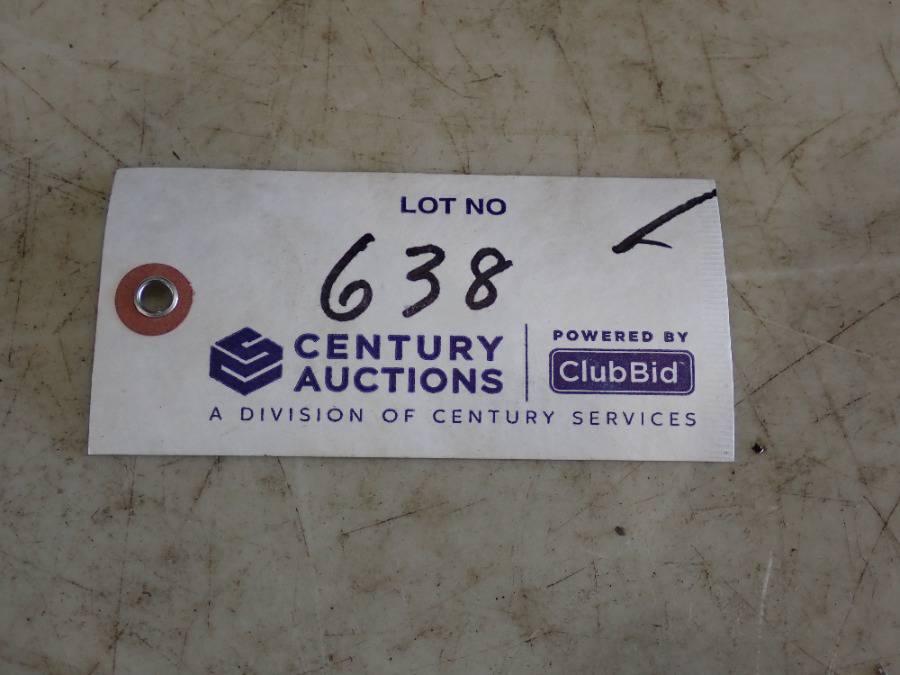 LOT NO
638
CENTURY
AUCTIONS
A DIVISION OF CENTURY SERVICES
POWERED BY
ClubBid